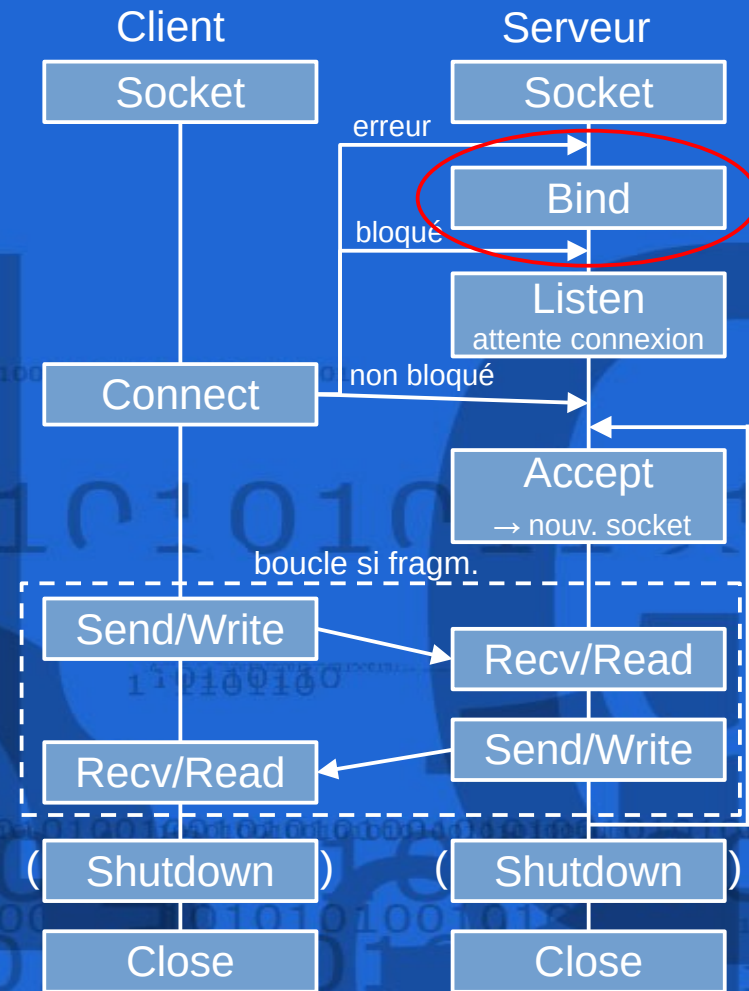 Client
Serveur
Socket
Socket
erreur
Bind
bloqué
Listen
attente connexion
Connect
non bloqué
Accept
→ nouv. socket
boucle si fragm.
Send/Write
Recv/Read
Send/Write
Recv/Read
( Shutdown )
( Shutdown )
Close
Close